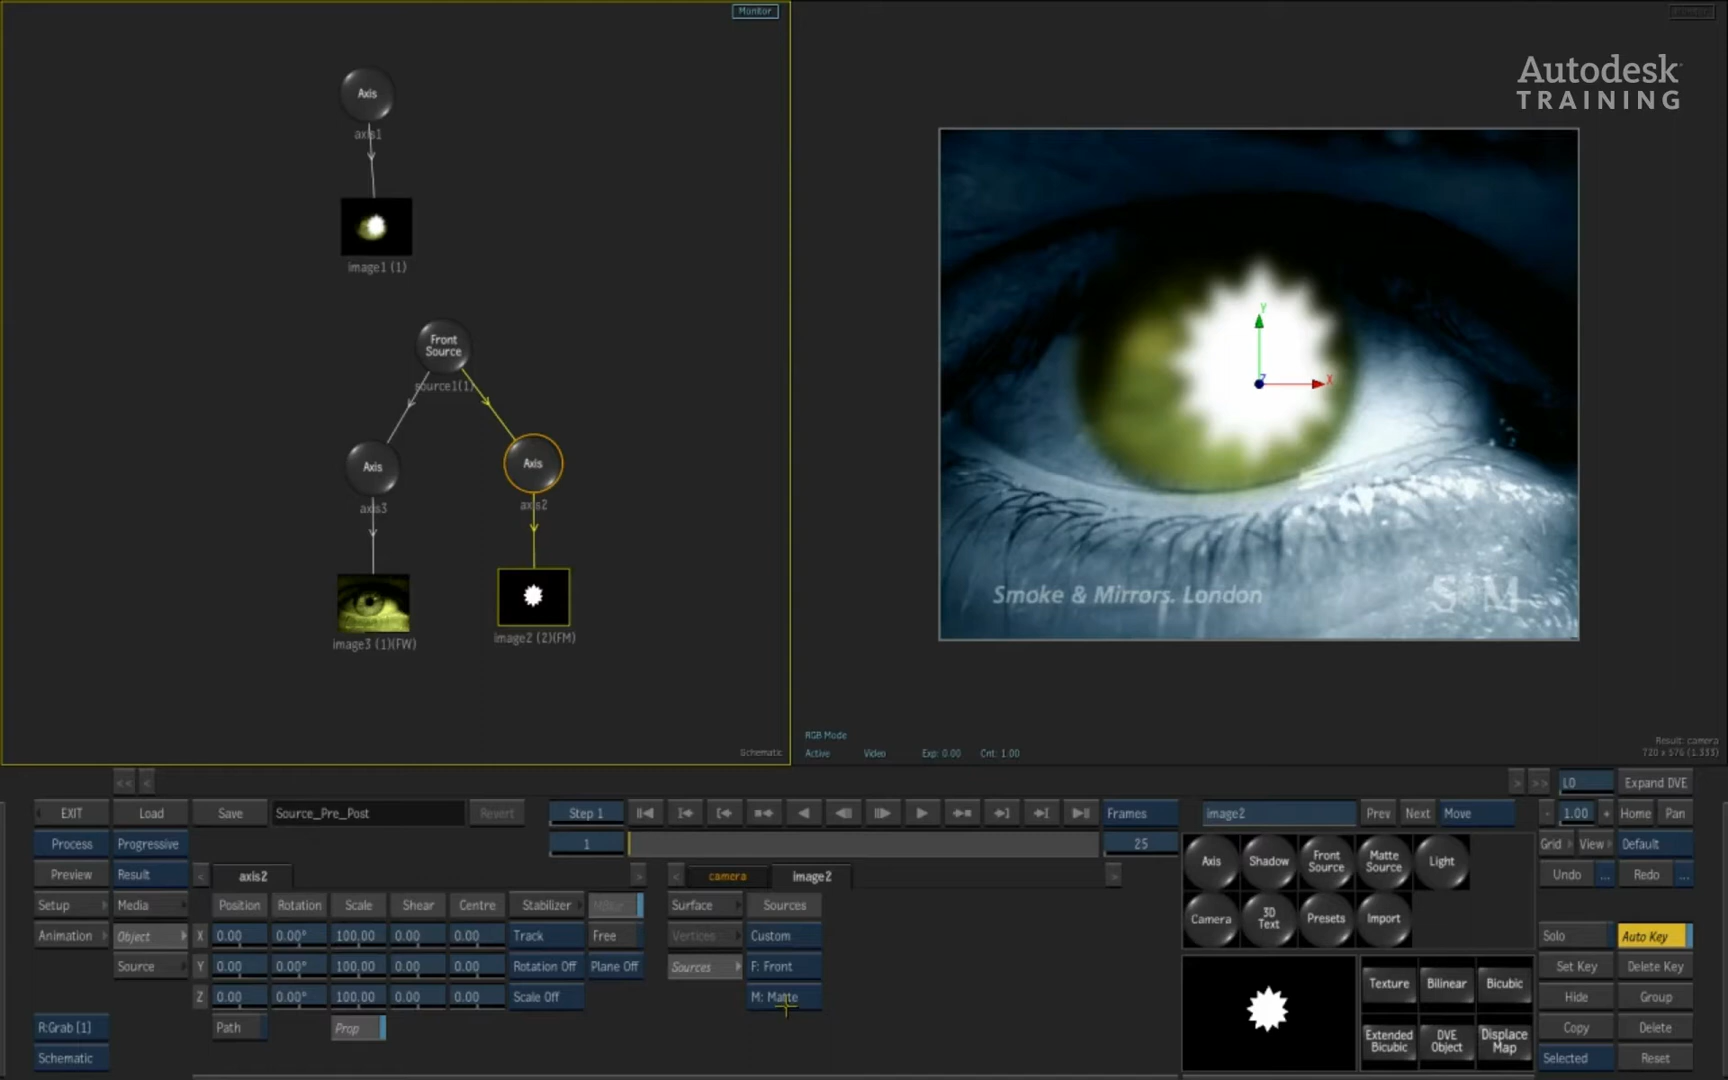 Monitor
Autodesk
TRAINING
Axis
axis1
image1 (1)
Front
Source
source1(1)
Axis
axis3
Axis
axis2
image3 (1)(FW)
image2 (2)(FM)
Schematic
Y
X
Z
Smoke & Mirrors. London
S M
RGB Mode
Active Video Exp: 0.00 Cnt: 1.00
Result: camera
720 x 576 (1.333)
<< <
> >> L0 Expand DVE
EXIT Load Save Source_Pre_Post Revert Step 1 Frames image2 Prev Next Move - 1.00 + Home Pan
Process Progressive 1 25 Grid View Default
Preview Result < axis2 > < camera image2 > Undo ... Redo ...
Axis Shadow Front Source Matte Source Light
Setup Media Position Rotation Scale Shear Centre Stabilizer Surface Sources
Camera 3D Text Presets Import
Animation Object X 0.00 0.00° 100.00 0.00 0.00 Track Free Vertices Custom Solo Auto Key
Source Y 0.00 0.00° 100.00 0.00 0.00 Rotation Off Plane Off Sources F: Front Set Key Delete Key
Z 0.00 0.00° 100.00 0.00 0.00 Scale Off M: Matte Texture Bilinear Bicubic Hide Group
R:Grab [1] Path Prop Extended Bicubic DVE Object Displace Map Copy Delete
Schematic Selected Reset